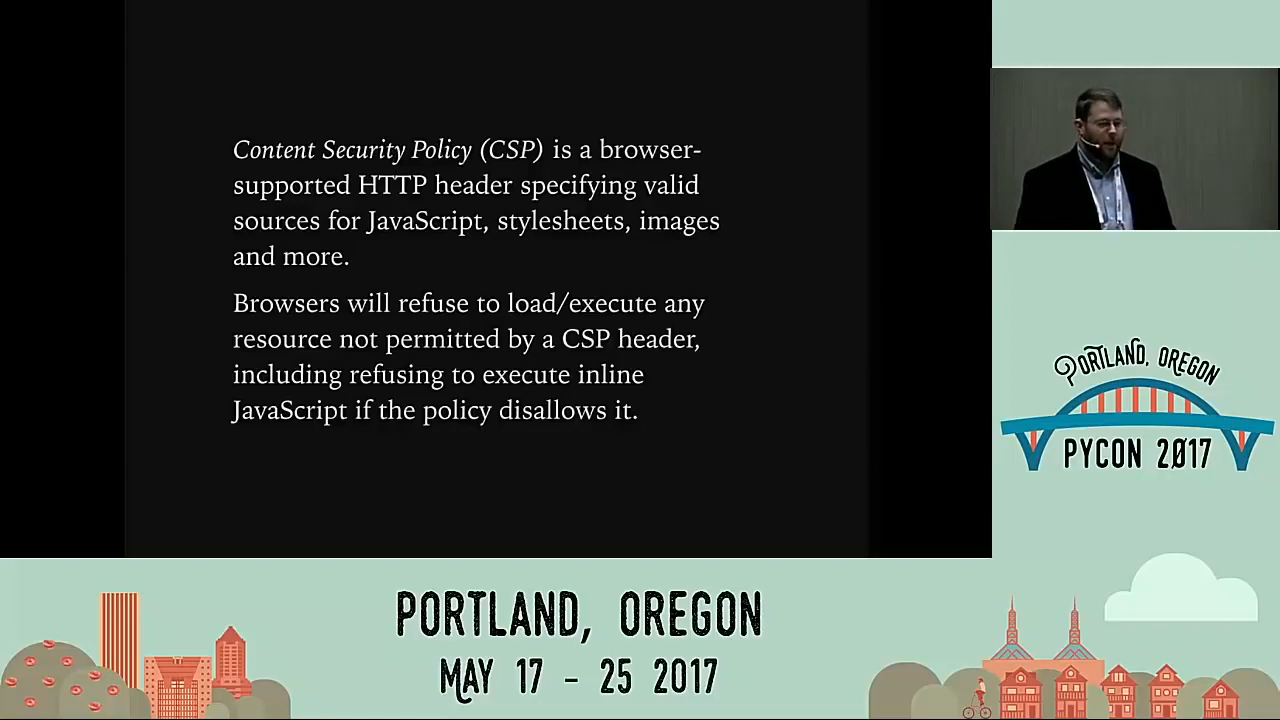 Content Security Policy (CSP) is a browser-
supported HTTP header specifying valid
sources for JavaScript, stylesheets, images
and more.
Browsers will refuse to load/execute any
resource not permitted by a CSP header,
including refusing to execute inline
JavaScript if the policy disallows it.
PORTLAND, OREGON
PYCON 2017
PORTLAND, OREGON
MAY 17 - 25 2017